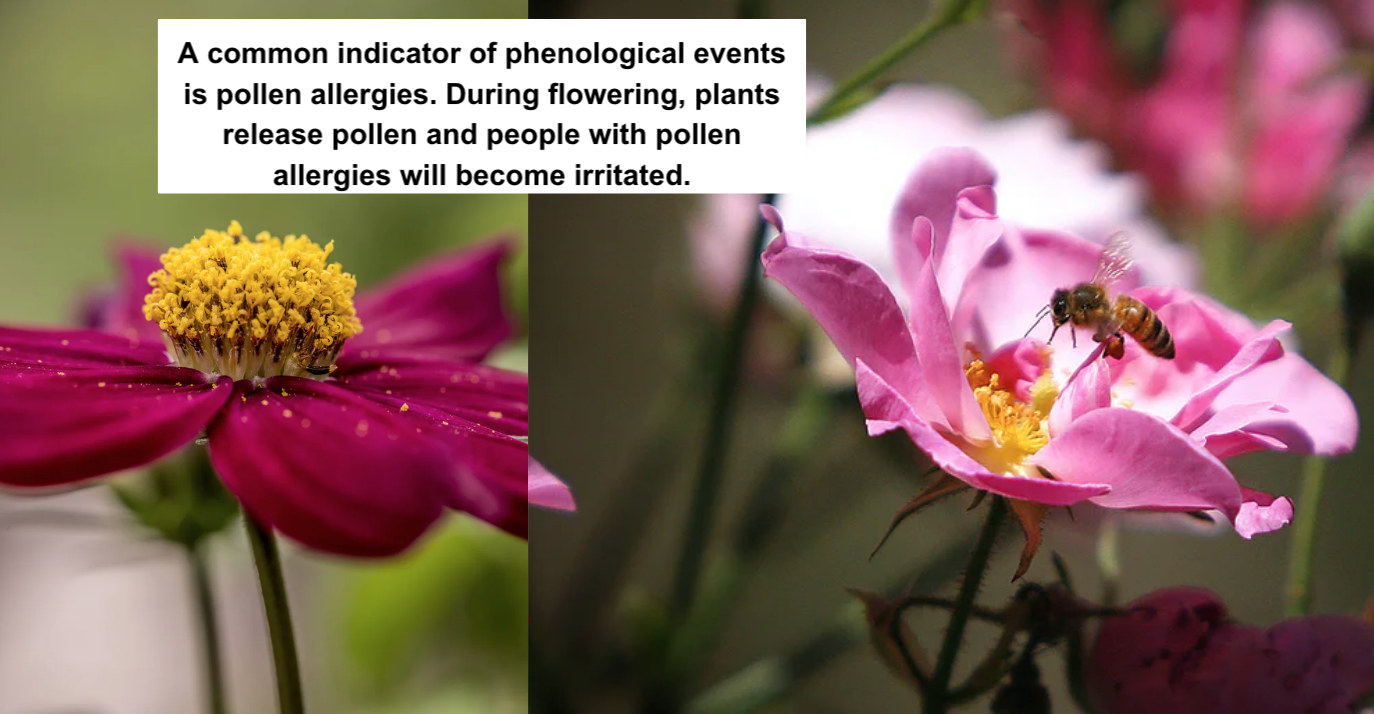 A common indicator of phenological events
is pollen allergies. During flowering, plants
release pollen and people with pollen
allergies will become irritated.